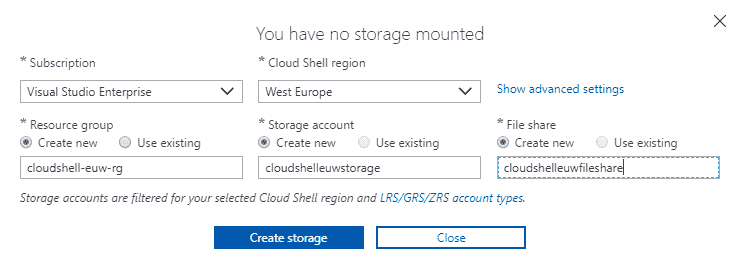 You have no storage mounted
* Subscription * Cloud Shell region
Visual Studio Enterprise West Europe Show advanced settings
* Resource group * Storage account * File share
Create new Use existing Create new Use existing Create new Use existing
cloudshell-euw-rg cloudshelleuwstorage cloudshelleuwfileshare
Storage accounts are filtered for your selected Cloud Shell region and LRS/GRS/ZRS account types.
Create storage Close